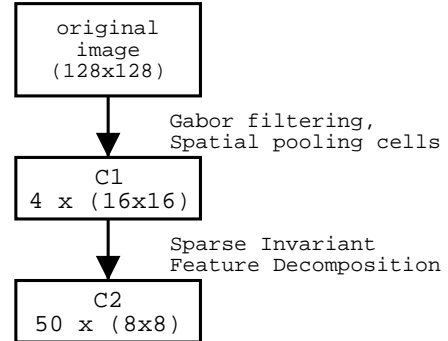 original
image
(128x128)
Gabor filtering,
Spatial pooling cells
C1
4 x (16x16)
Sparse Invariant
Feature Decomposition
C2
50 x (8x8)